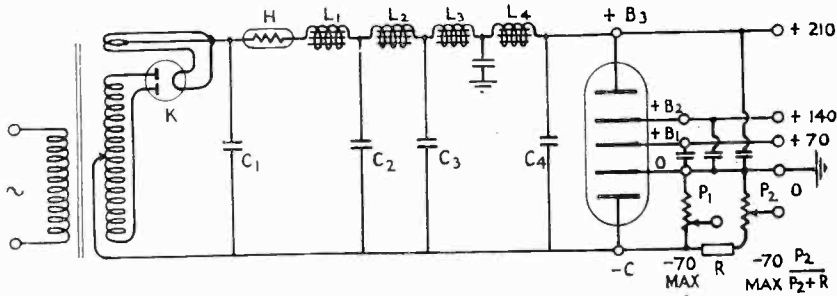 H L₁ L₂ L₃ L₄ + B₃ + 210
K
+ B₂ + 140
+ B₁ + 70
C₁ C₂ C₃ C₄ 0 0
P₁ P₂
-C -70 MAX R -70 MAX P₂ / P₂+R